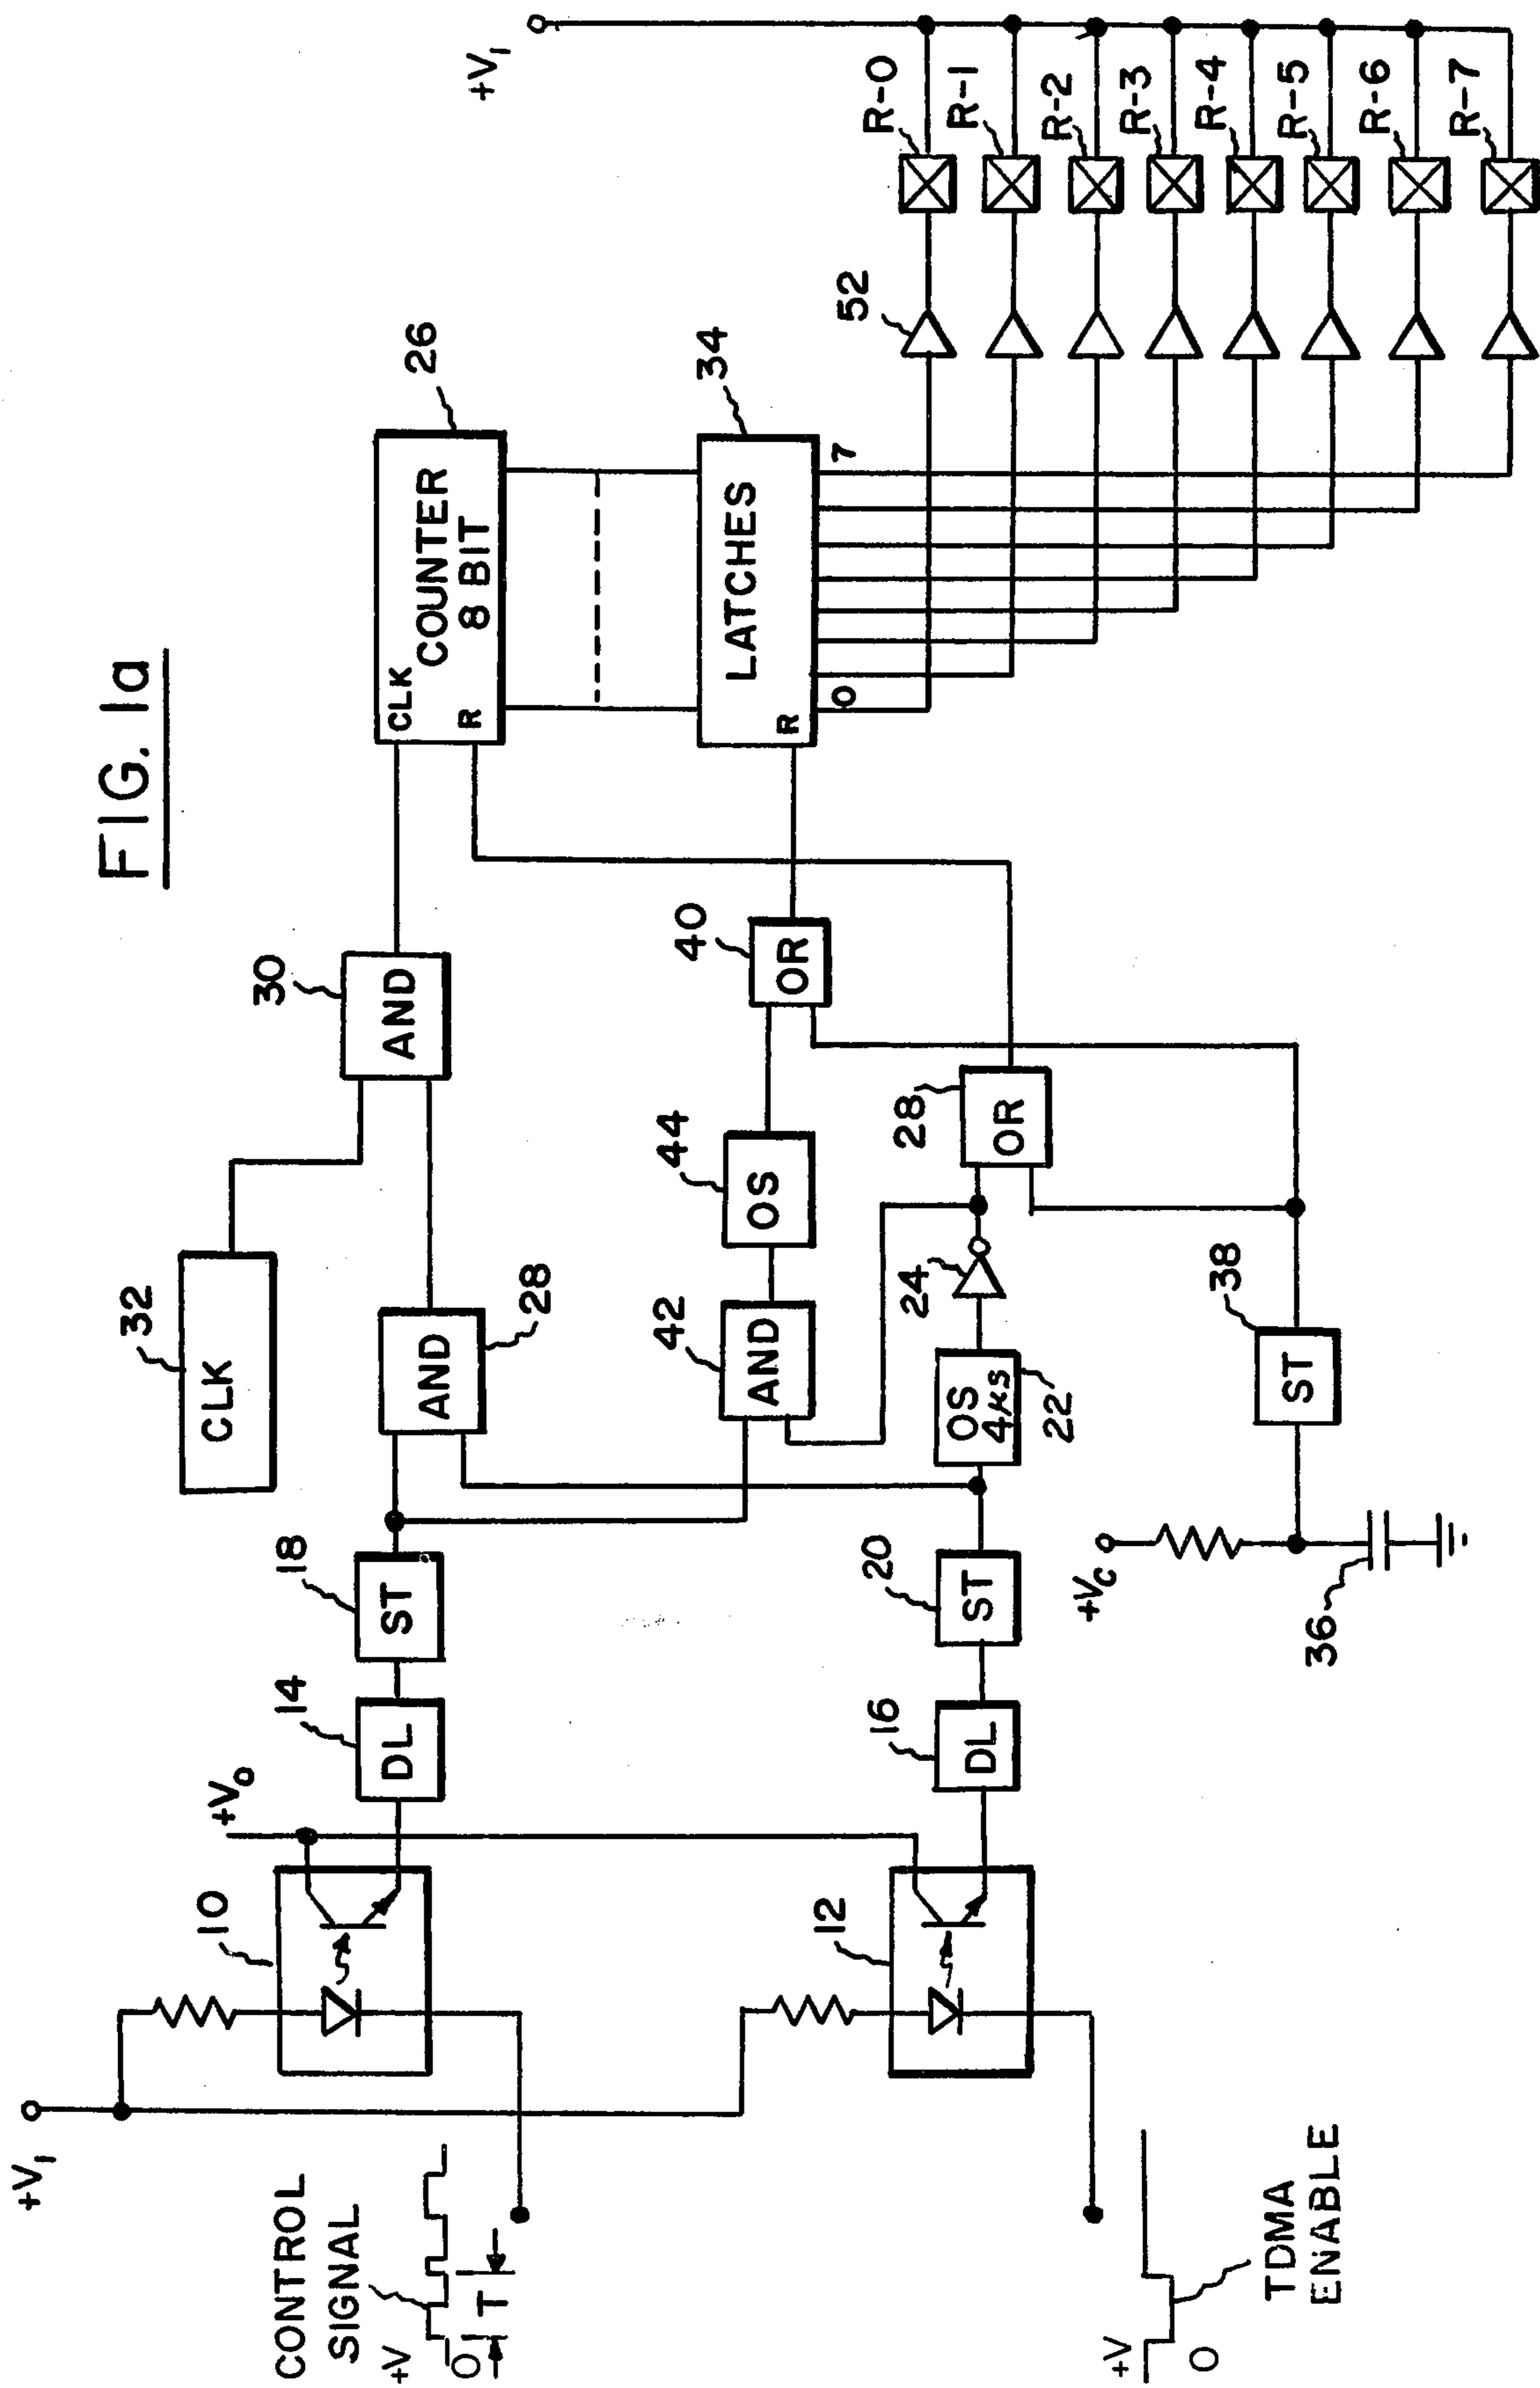 FIG. 1a
+V1
CONTROL
SIGNAL
+V
O
T
10
+V0
14
DL
18
ST
32
CLK
AND
28
30
AND
CLK
COUNTER
8 BIT
R
26
42
AND
44
OS
40
OR
LATCHES
R
34
0
7
+V1
52
R-0
R-1
R-2
R-3
R-4
R-5
R-6
R-7
12
16
DL
20
ST
OS
4µs
22
24
28
OR
+VC
36
38
ST
+V
O
TDMA
ENABLE